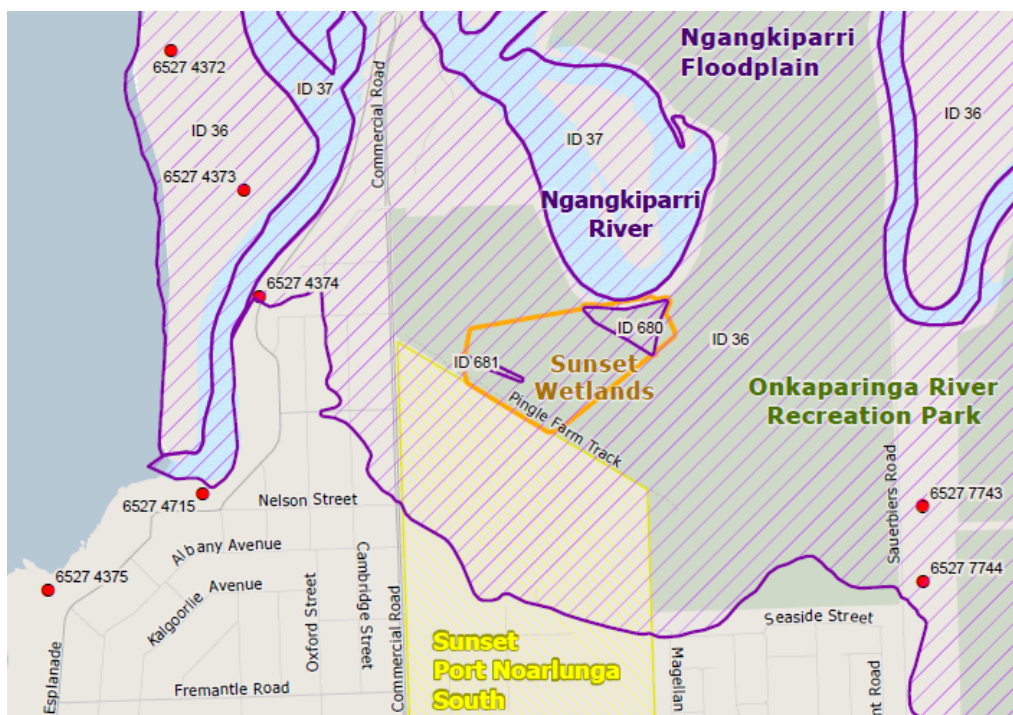 Ngangkiparri
Floodplain
6527 4372
ID 37
ID 36
Commercial Road
ID 37
ID 36
6527 4373
Ngangkiparri
River
6527 4374
ID 680
ID 36
ID 681
Sunset
Wetlands
Onkaparinga River
Recreation Park
Pingle Farm Track
Sauerbiers Road
6527 7743
6527 4715
Nelson Street
Albany Avenue
6527 4375
Kalgoorlie Avenue
Oxford Street
Cambridge Street
Commercial Road
6527 7744
Seaside Street
Sunset
Port Noarlunga
South
Esplanade
Fremantle Road
Magellan
nt Road